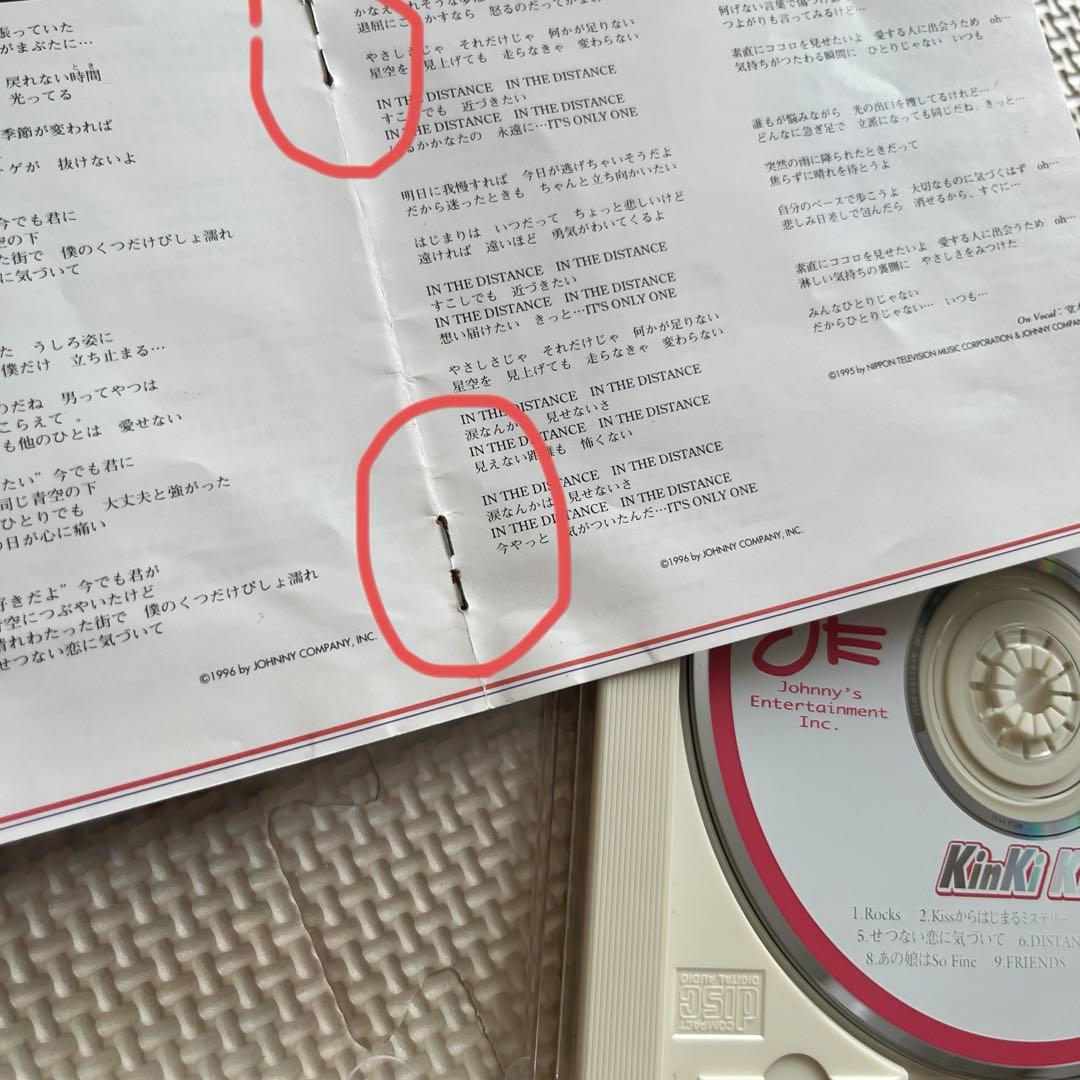 張っていた
がまぶたに…
戻れない時間
とき
光ってる
季節が変われば
トゲが 抜けないよ
今でも君に
空の下
た街で 僕のくつだけびしょ濡れ
に気づいて
た うしろ姿に
僕だけ 立ち止まる…
のだね 男ってやつは
こらえて。
も他のひとは 愛せない
たい” 今でも君に
同じ青空の下
ひとりでも 大丈夫と強がった
の日が心に痛い
好きだよ” 今でも君が
青空につぶやいたけど
晴れわたった街で 僕のくつだけびしょ濡れ
せつない恋に気づいて
©1996 by JOHNNY COMPANY, INC.
退屈にご かすなら 怒るのだって
やさしさじゃ それだけじゃ 何かが足りない
星空を 見上げても 走らなきゃ 変わらない
IN THE DISTANCE IN THE DISTANCE
すこしでも 近づきたい
IN THE DISTANCE IN THE DISTANCE
るかかなたの 永遠に…IT'S ONLY ONE
明日に我慢すれば 今日が逃げちゃいそうだよ
だから迷ったときも ちゃんと立ち向かいたい
はじまりは いつだって ちょっと悲しいけど
遠ければ 遠いほど 勇気がわいてくるよ
IN THE DISTANCE IN THE DISTANCE
すこしでも 近づきたい
IN THE DISTANCE IN THE DISTANCE
想い届けたい きっと…IT'S ONLY ONE
やさしさじゃ それだけじゃ 何かが足りない
星空を 見上げても 走らなきゃ 変わらない
IN THE DISTANCE IN THE DISTANCE
涙なんか 見せないさ
IN THE DISTANCE IN THE DISTANCE
見えない距離も 怖くない
IN THE DISTANCE IN THE DISTANCE
涙なんかは 見せないさ
IN THE DISTANCE IN THE DISTANCE
今やっと 気がついたんだ…IT'S ONLY ONE
©1996 by JOHNNY COMPANY, INC.
何げない言葉で傷つけあ
つよがりも言ってみるけど…
素直にココロを見せたいよ 愛する人に出会うため oh…
気持ちがつたわる瞬間に ひとりじゃない いつも
誰もが悩みながら 光の出口を捜してるけれど…
どんなに急ぎ足で 立派になっても同じだね、きっと…
突然の雨に降られたときだって
焦らずに晴れを待とうよ
自分のペースで歩こうよ 大切なものに気づくはず oh…
悲しみ日差しで包んだら 消せるから、すぐに…
素直にココロを見せたいよ 愛する人に出会うため oh…
淋しい気持ちの裏側に やさしさをみつけた
みんなひとりじゃない
だからひとりじゃない… いつも…
On Vocal：堂本
©1995 by NIPPON TELEVISION MUSIC CORPORATION & JOHNNY COMPANY
JE
Johnny's
Entertainment
Inc.
KinKi K
1.Rocks 2.Kissからはじまるミステリー
5.せつない恋に気づいて 6.DISTAN
8.あの娘はSo Fine 9.FRIENDS
COMPACT
disc
DIGITAL AUDIO